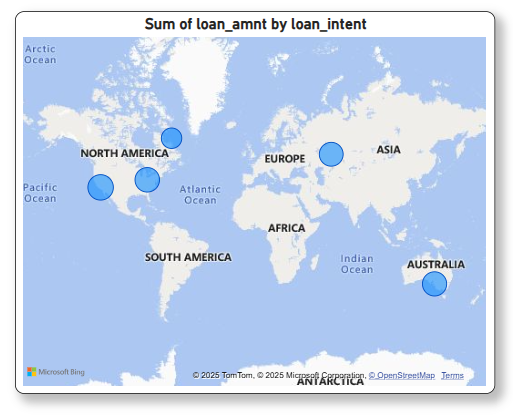 Sum of loan_amnt by loan_intent
Arctic
Ocean
NORTH AMERICA
EUROPE
ASIA
Pacific
Ocean
Atlantic
Ocean
AFRICA
SOUTH AMERICA
Indian
Ocean
AUSTRALIA
Microsoft Bing
© 2025 TomTom, © 2025 Microsoft Corporation, © OpenStreetMap Terms
ANTARCTICA